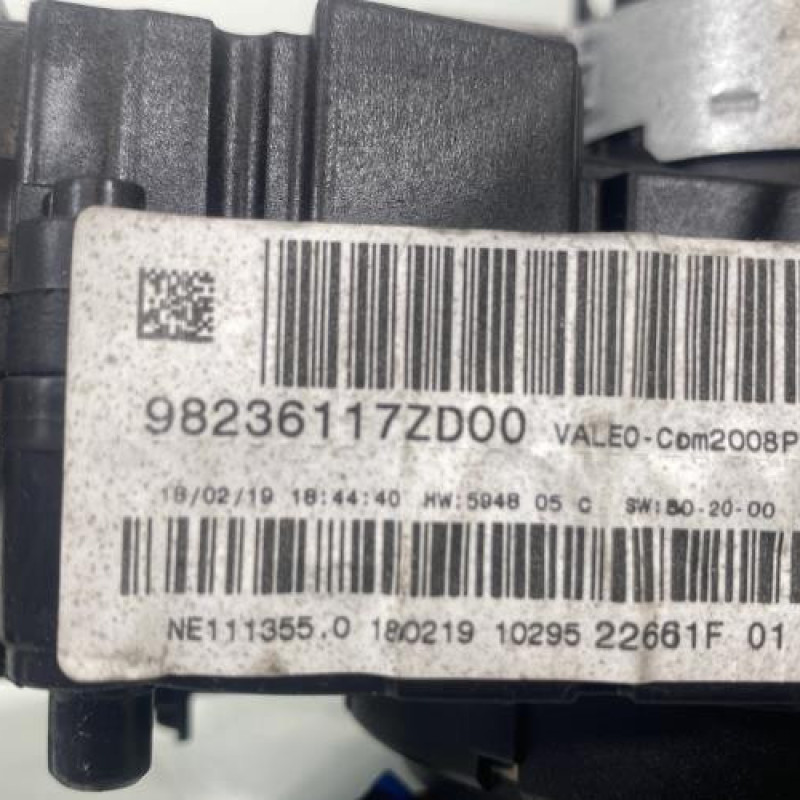 98236117ZD00 VALEO-Com2008P
18/02/19 18:44:40 HW:5948 05 C SW:50-20-00
NE111355.0 180219 10295 22661F 01